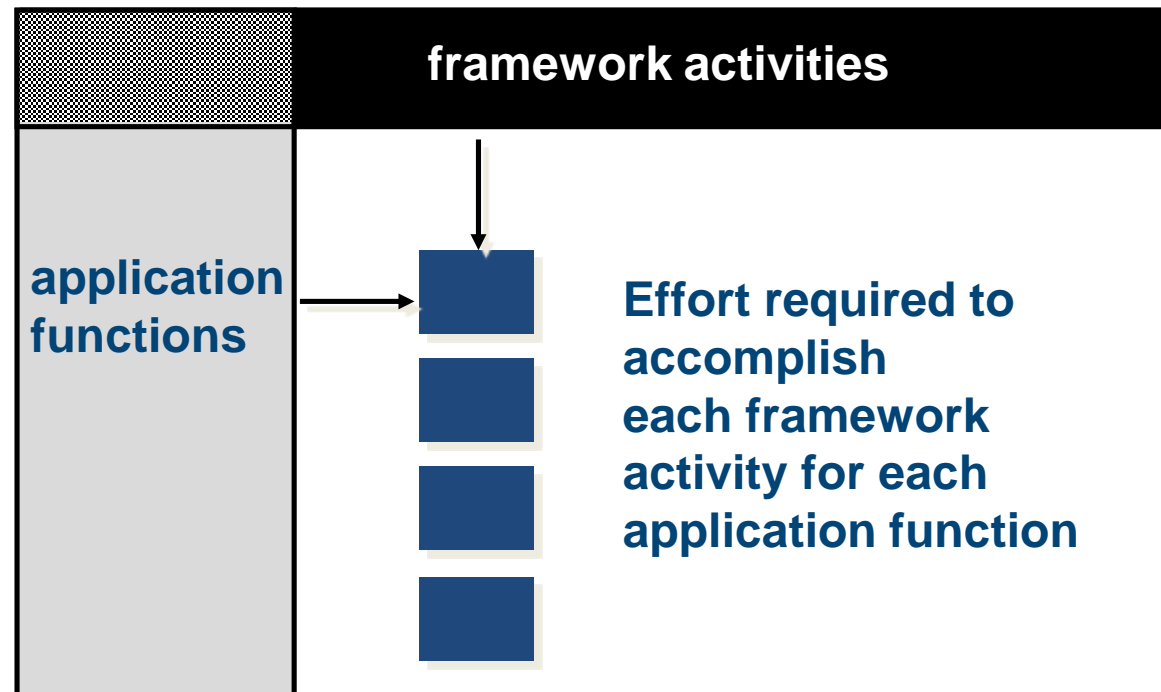 framework activities
application
functions
Effort required to
accomplish
each framework
activity for each
application function